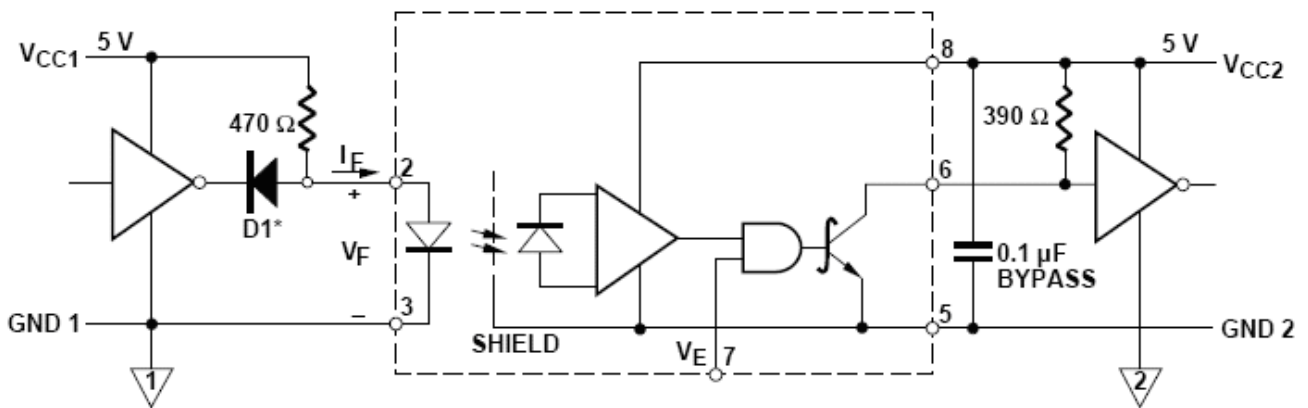 VCC1
5 V
470 Ω
IF
+
2
D1*
VF
GND 1
–
3
1
SHIELD
VE
7
8
5 V
VCC2
390 Ω
6
0.1 µF
BYPASS
5
GND 2
2